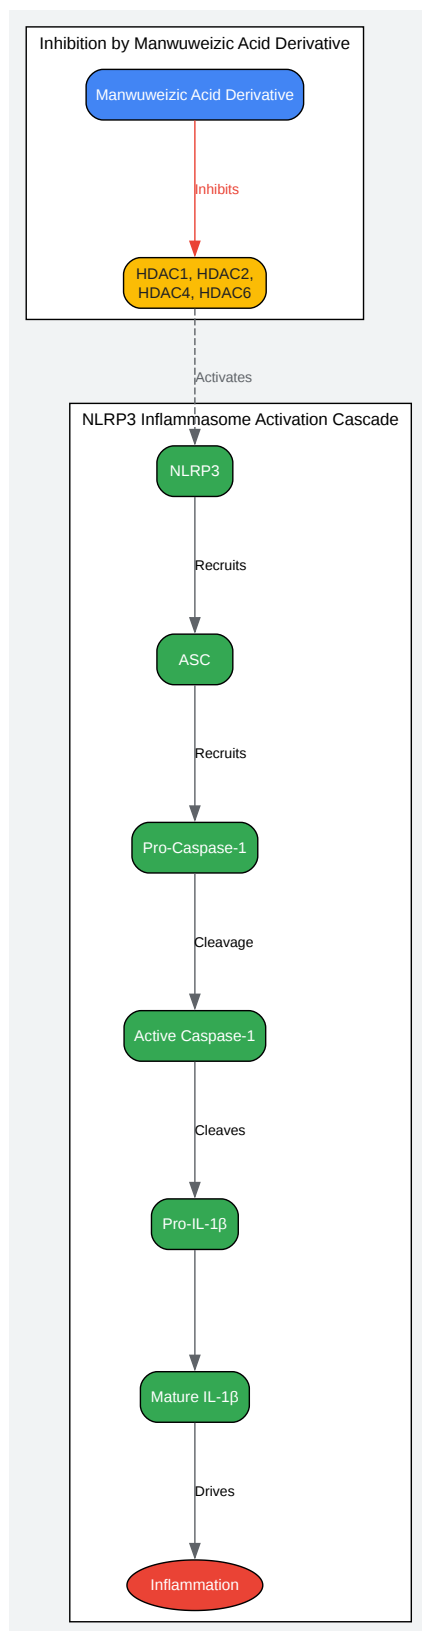 Inhibition by Manwuweizic Acid Derivative
Manwuweizic Acid Derivative
Inhibits
HDAC1, HDAC2,
HDAC4, HDAC6
Activates
NLRP3 Inflammasome Activation Cascade
NLRP3
Recruits
ASC
Recruits
Pro-Caspase-1
Cleavage
Active Caspase-1
Cleaves
Pro-IL-1β
Mature IL-1β
Drives
Inflammation